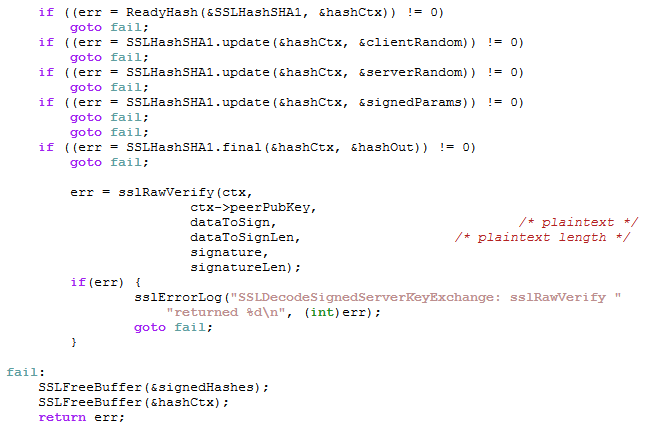 if ((err = ReadyHash(&SSLHashSHA1, &hashCtx)) != 0)
goto fail;
if ((err = SSLHashSHA1.update(&hashCtx, &clientRandom)) != 0)
goto fail;
if ((err = SSLHashSHA1.update(&hashCtx, &serverRandom)) != 0)
goto fail;
if ((err = SSLHashSHA1.update(&hashCtx, &signedParams)) != 0)
goto fail;
goto fail;
if ((err = SSLHashSHA1.final(&hashCtx, &hashOut)) != 0)
goto fail;
err = sslRawVerify(ctx,
ctx->peerPubKey,
dataToSign, /* plaintext */
dataToSignLen, /* plaintext length */
signature,
signatureLen);
if(err) {
sslErrorLog("SSLDecodeSignedServerKeyExchange: sslRawVerify "
"returned %d\n", (int)err);
goto fail;
}
fail:
SSLFreeBuffer(&signedHashes);
SSLFreeBuffer(&hashCtx);
return err;